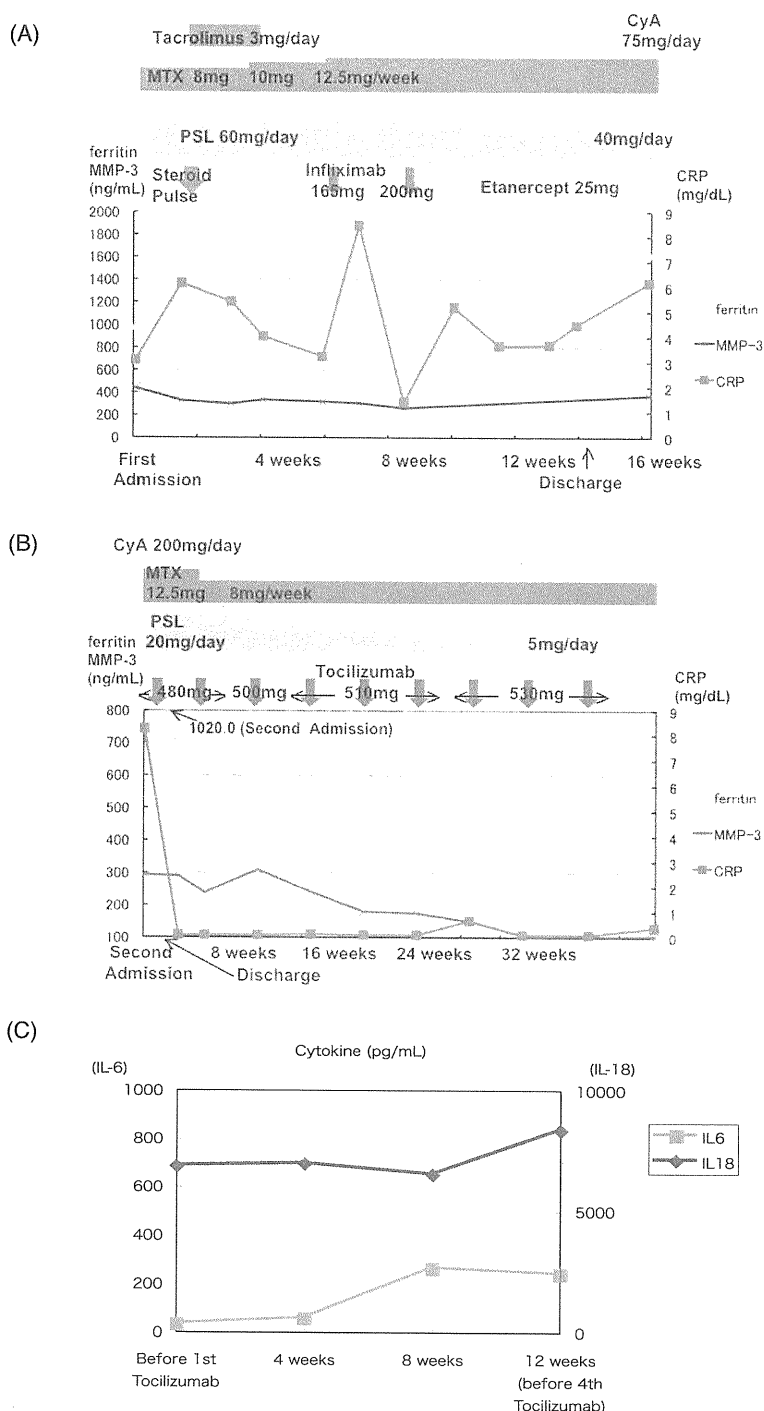 (A)
CyA
75mg/day
Tacrolimus 3mg/day
MTX 8mg 10mg 12.5mg/week
PSL 60mg/day 40mg/day
ferritin
MMP-3
(ng/mL)
Steroid
Pulse
Infliximab
165mg 200mg
Etanercept 25mg
CRP
(mg/dL)
2000
1800
1600
1400
1200
1000
800
600
400
200
0
9
8
7
6
5
4
3
2
1
0
ferritin
MMP-3
CRP
First
Admission
4 weeks
8 weeks
12 weeks
16 weeks
Discharge
(B)
CyA 200mg/day
MTX
12.5mg 8mg/week
PSL
20mg/day 5mg/day
ferritin
MMP-3
(ng/mL)
Tocilizumab
480mg 500mg 510mg 530mg
CRP
(mg/dL)
1020.0 (Second Admission)
800
700
600
500
400
300
200
100
9
8
7
6
5
4
3
2
1
0
ferritin
MMP-3
CRP
Second
Admission
8 weeks
16 weeks
24 weeks
32 weeks
Discharge
(C)
Cytokine (pg/mL)
(IL-6)
(IL-18)
1000
800
600
400
200
0
10000
5000
0
IL6
IL18
Before 1st
Tocilizumab
4 weeks
8 weeks
12 weeks
(before 4th
Tocilizumab)